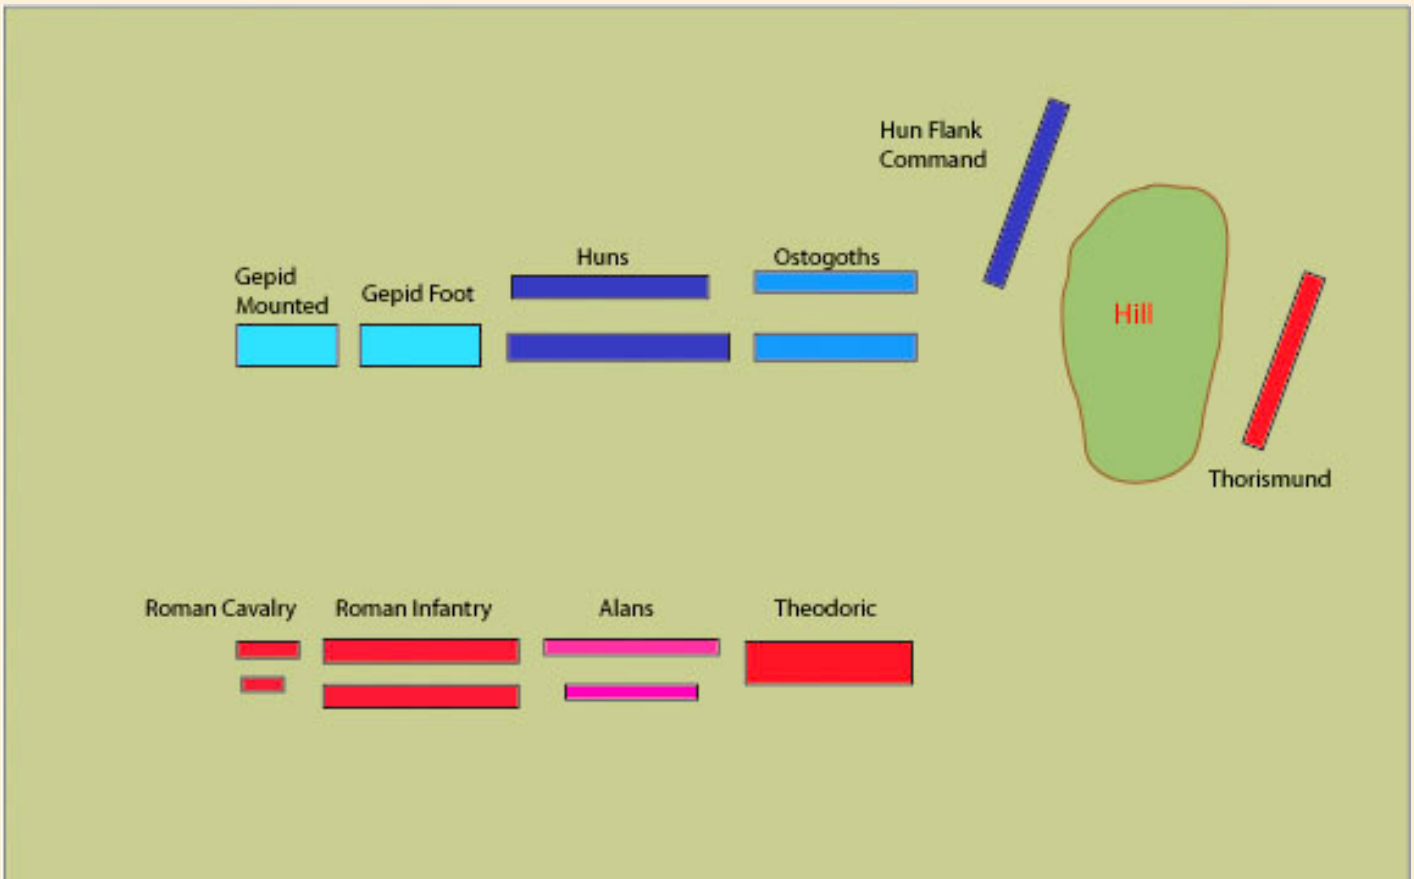 Hun Flank
Command
Huns
Ostogoths
Gepid
Mounted
Gepid Foot
Hill
Thorismund
Roman Cavalry
Roman Infantry
Alans
Theodoric